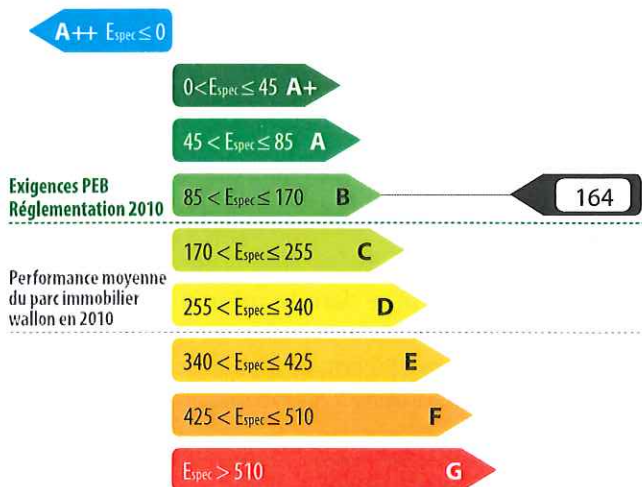 A++ Espec ≤ 0
0 < Espec ≤ 45 A+
45 < Espec ≤ 85 A
Exigences PEB
Réglementation 2010
85 < Espec ≤ 170 B
164
170 < Espec ≤ 255 C
Performance moyenne
du parc immobilier
wallon en 2010
255 < Espec ≤ 340 D
340 < Espec ≤ 425 E
425 < Espec ≤ 510 F
Espec > 510 G